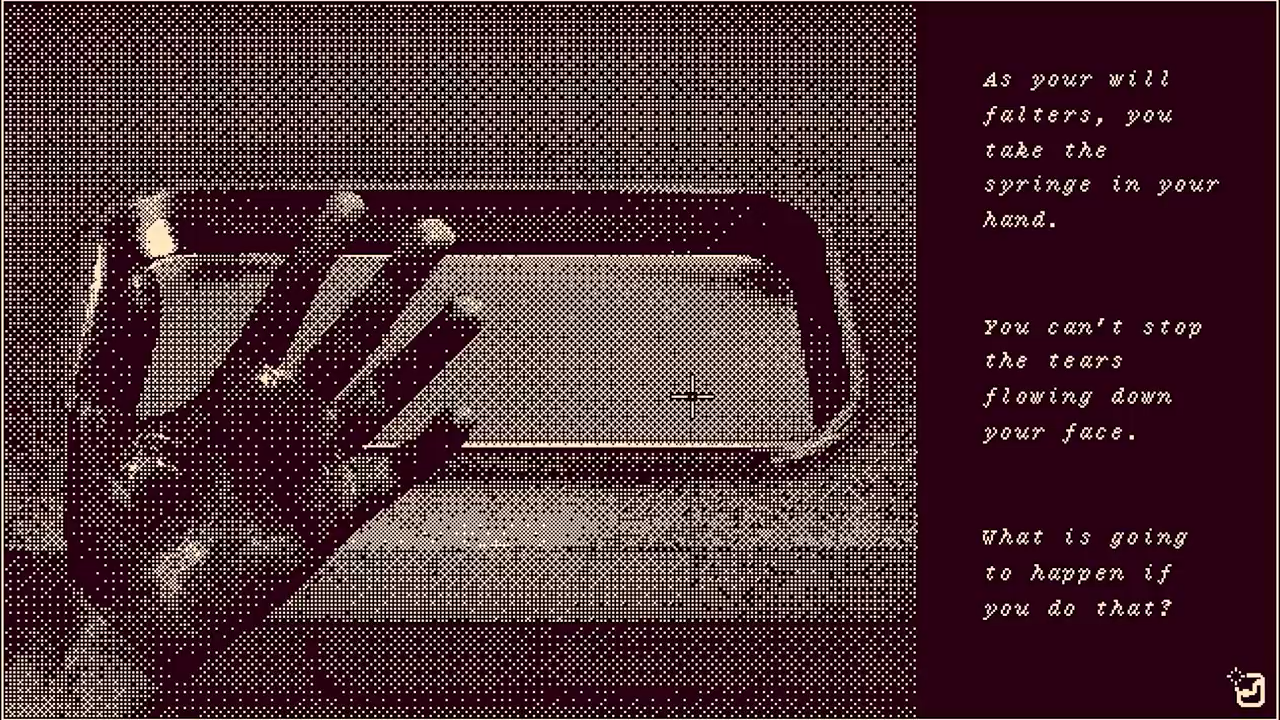 As your will
falters, you
take the
syringe in your
hand.
You can't stop
the tears
flowing down
your face.
What is going
to happen if
you do that?